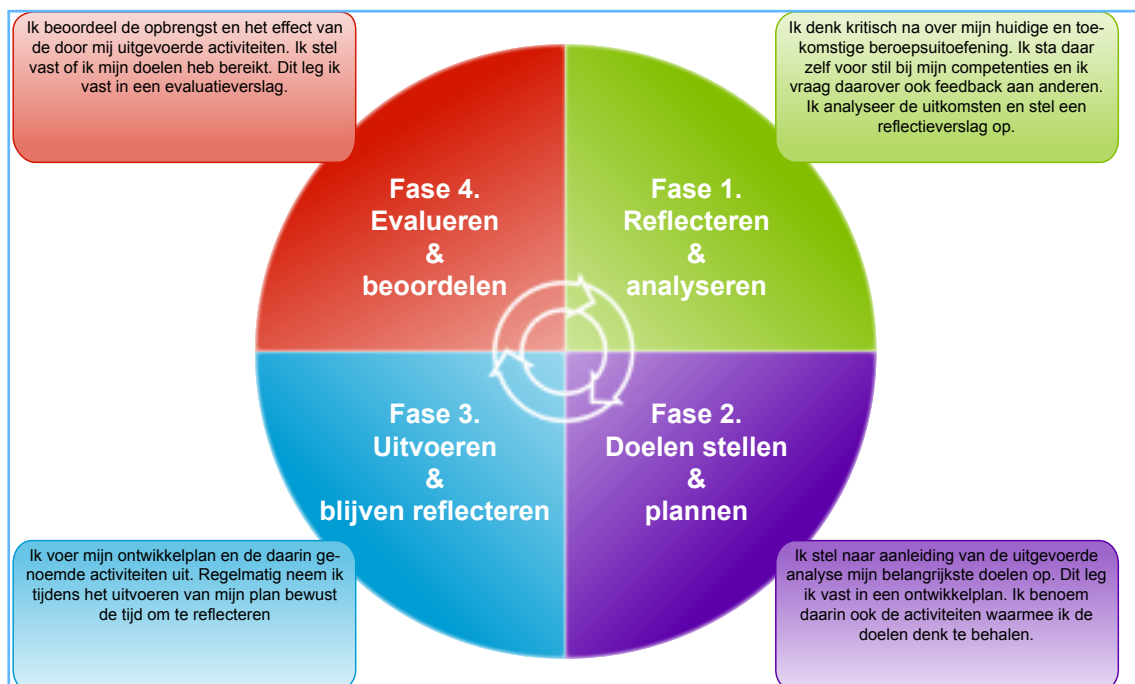 Ik beoordeel de opbrengst en het effect van
de door mij uitgevoerde activiteiten. Ik stel
vast of ik mijn doelen heb bereikt. Dit leg ik
vast in een evaluatieverslag.
Ik denk kritisch na over mijn huidige en toe-
komstige beroepsuitoefening. Ik sta daar
zelf voor stil bij mijn competenties en ik
vraag daarover ook feedback aan anderen.
Ik analyseer de uitkomsten en stel een
reflectieverslag op.
Fase 4.
Evalueren
&
beoordelen
Fase 1.
Reflecteren
&
analyseren
Fase 3.
Uitvoeren
&
blijven reflecteren
Fase 2.
Doelen stellen
&
plannen
Ik voer mijn ontwikkelplan en de daarin ge-
noemde activiteiten uit. Regelmatig neem ik
tijdens het uitvoeren van mijn plan bewust
de tijd om te reflecteren
Ik stel naar aanleiding van de uitgevoerde
analyse mijn belangrijkste doelen op. Dit leg
ik vast in een ontwikkelplan. Ik benoem
daarin ook de activiteiten waarmee ik de
doelen denk te behalen.